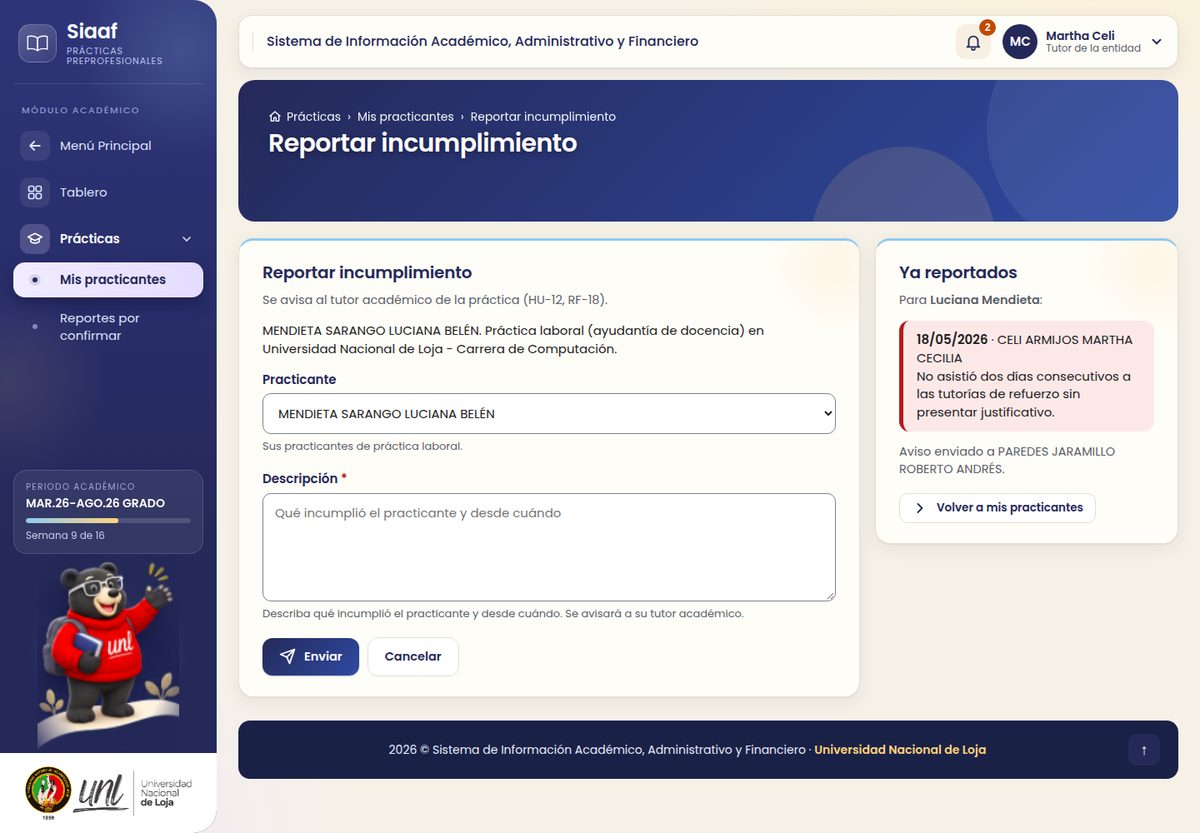 Siaaf
PRÁCTICAS
PREPROFESIONALES
MÓDULO ACADÉMICO
Menú Principal
Tablero
Prácticas
Mis practicantes
Reportes por
confirmar
PERIODO ACADÉMICO
MAR.26-AGO.26 GRADO
Semana 9 de 16
unl
1859
unl
Universidad
Nacional
de Loja
Sistema de Información Académico, Administrativo y Financiero
2
MC
Martha Celi
Tutor de la entidad
Prácticas › Mis practicantes › Reportar incumplimiento
Reportar incumplimiento
Reportar incumplimiento
Se avisa al tutor académico de la práctica (HU-12, RF-18).
MENDIETA SARANGO LUCIANA BELÉN. Práctica laboral (ayudantía de docencia) en
Universidad Nacional de Loja - Carrera de Computación.
Practicante
MENDIETA SARANGO LUCIANA BELÉN
Sus practicantes de práctica laboral.
Descripción *
Qué incumplió el practicante y desde cuándo
Describa qué incumplió el practicante y desde cuándo. Se avisará a su tutor académico.
Enviar
Cancelar
Ya reportados
Para Luciana Mendieta:
18/05/2026 · CELI ARMIJOS MARTHA
CECILIA
No asistió dos días consecutivos a
las tutorías de refuerzo sin
presentar justificativo.
Aviso enviado a PAREDES JARAMILLO
ROBERTO ANDRÉS.
Volver a mis practicantes
2026 © Sistema de Información Académico, Administrativo y Financiero · Universidad Nacional de Loja
↑